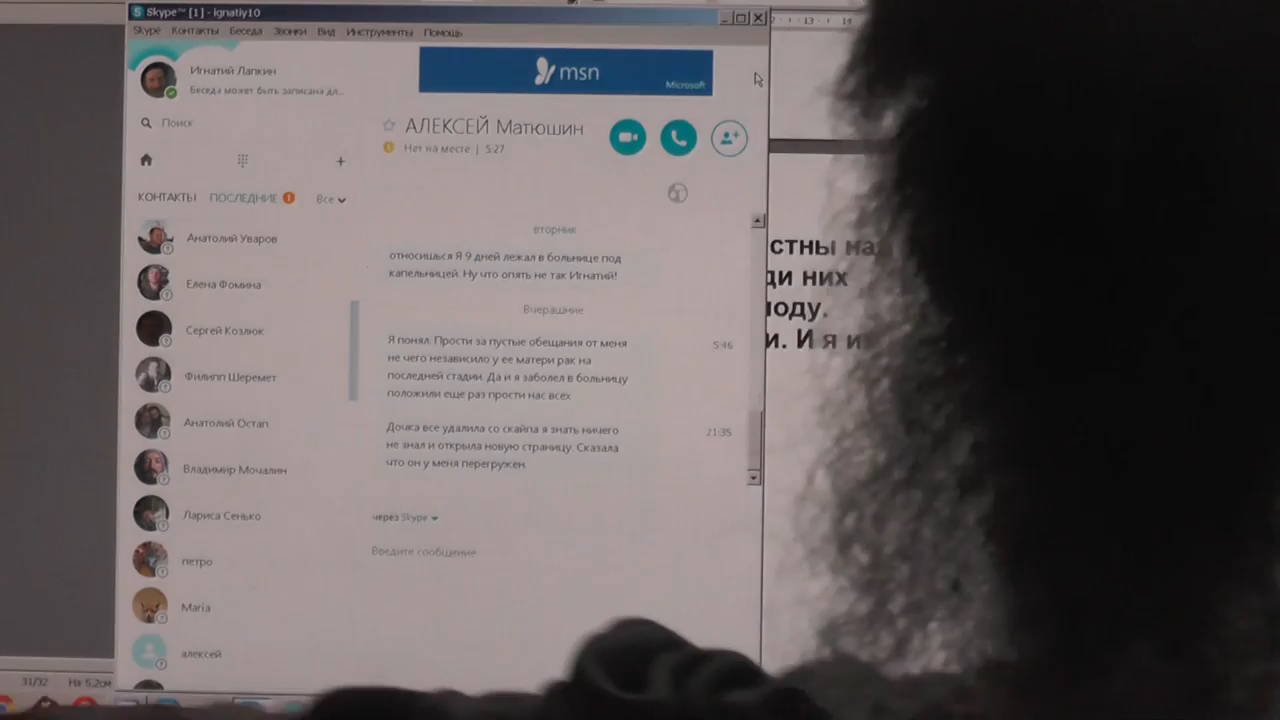 Skype™ [1] - ignatiy10
Skype Контакты Беседа Звонки Вид Инструменты Помощь
Игнатий Лапкин
Беседа может быть записана дл...
msn
Microsoft
Поиск
АЛЕКСЕЙ Матюшин
Нет на месте | 5:27
КОНТАКТЫ ПОСЛЕДНИЕ 1 Все
Анатолий Уваров
Елена Фомина
Сергей Козлюк
Филипп Шеремет
Анатолий Остап
Владимир Мочалин
Лариса Сенько
петро
Maria
алексей
вторник
относишься Я 9 дней лежал в больнице под
капельницей. Ну что опять не так Игнатий!
Вчерашние
Я понял. Прости за пустые обещания от меня 5:46
не чего независило у ее матери рак на
последней стадии. Да и я заболел в больницу
положили еще раз прости нас всех
Дочка все удалила со скайпа я знать ничего 21:35
не знал и открыла новую страницу. Сказала
что он у меня перегружен.
через Skype
Введите сообщение
13 14
стны на
ди них
оду.
и. И я и
31/32 На 5,2см